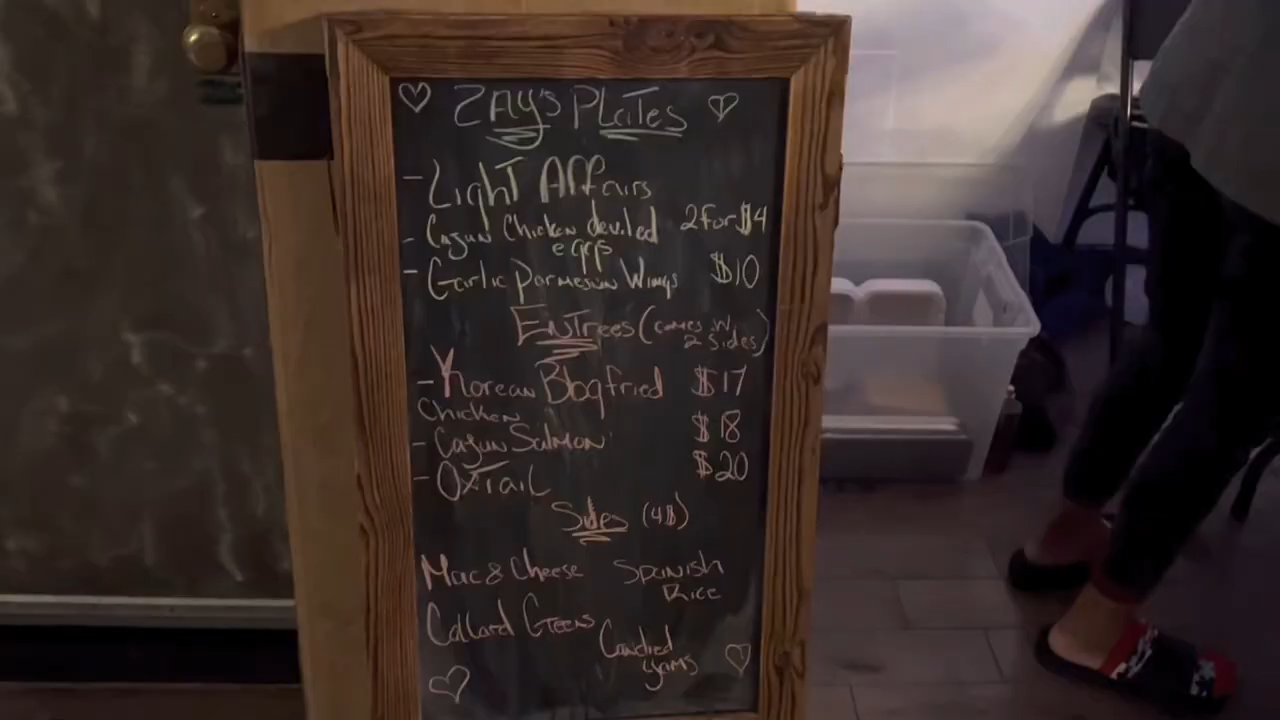 ZAY'S PLATES
- LIGHT AFFairs
- Cajun Chicken deviled 2 For $4
eggs
- Garlic Parmesan Wings $10
ENTrees (comes w
2 sides)
- Korean Bbq fried $17
Chicken
- Cajun Salmon $18
- OxTail $20
Sides (4$)
Mac & Cheese Spanish
Rice
Collard Greens Candied
yams